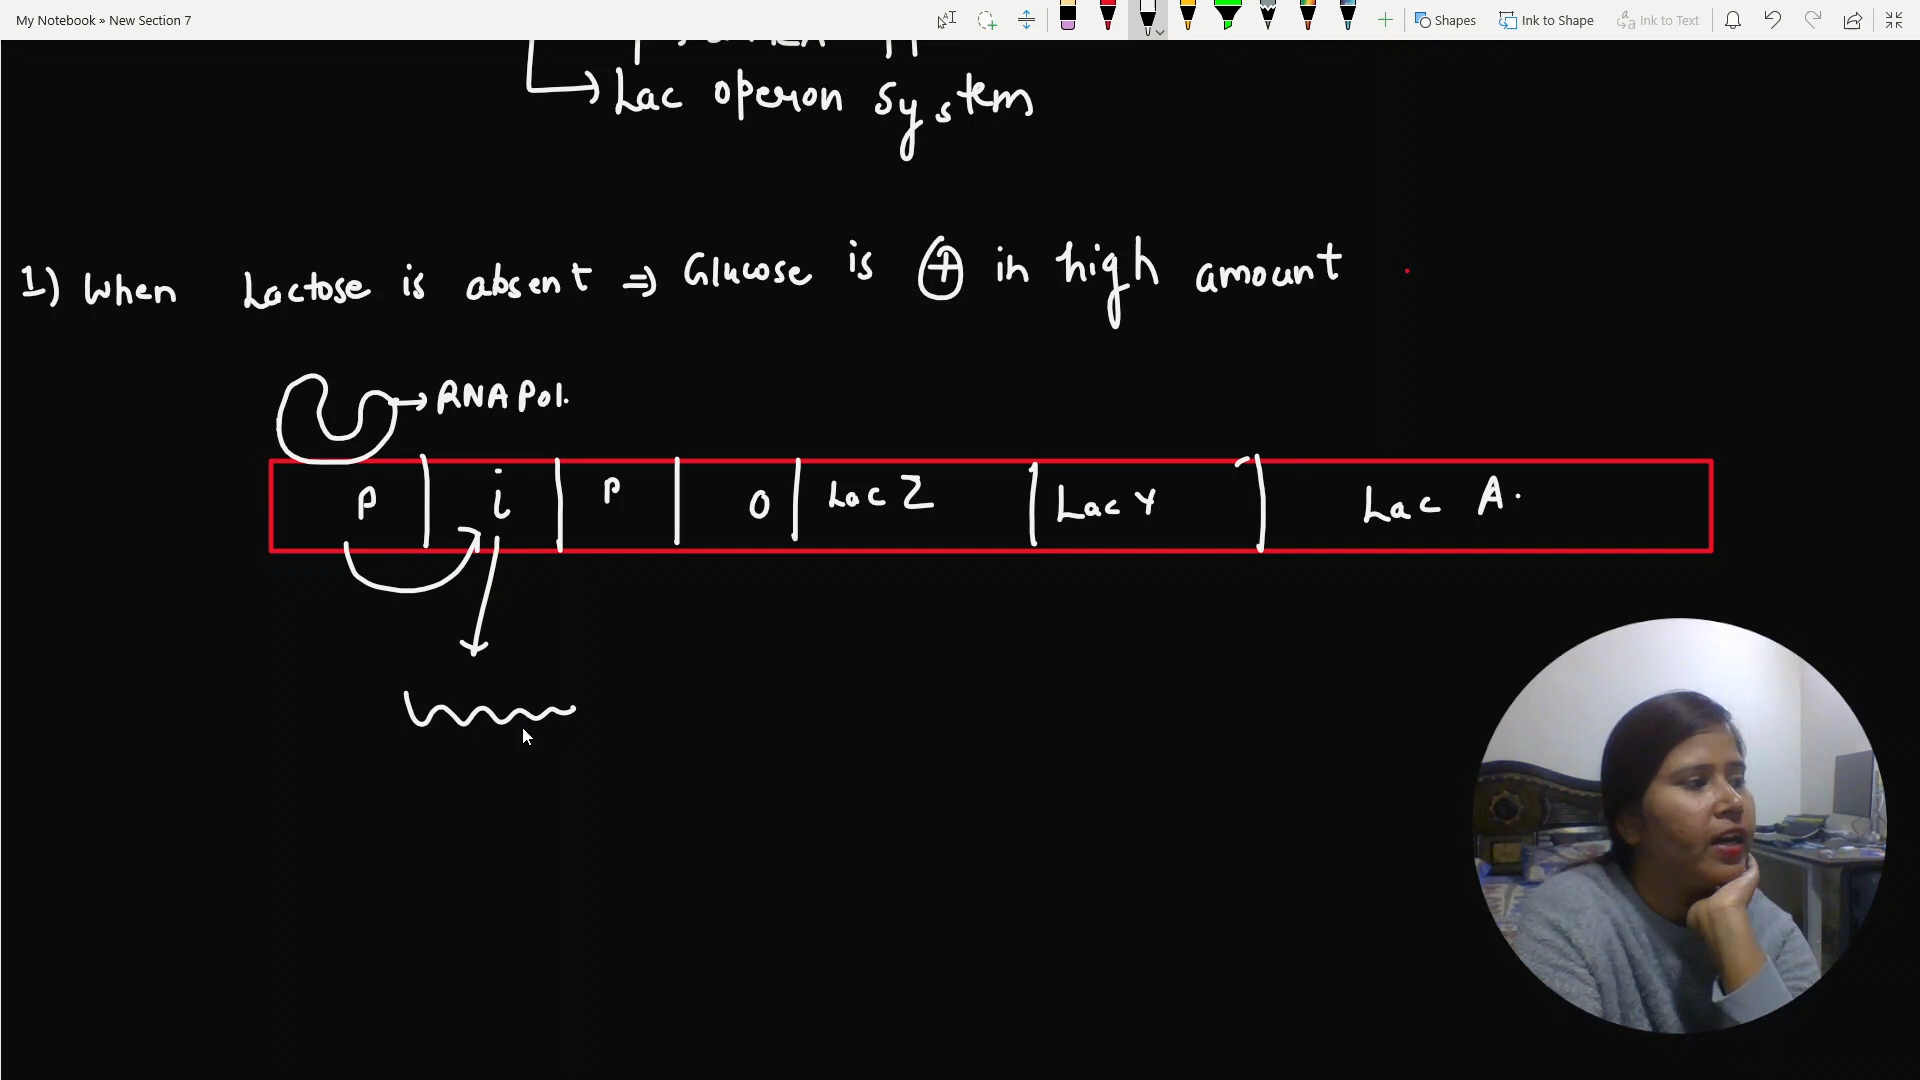 My Notebook » New Section 7
Shapes
Ink to Shape
Ink to Text
Lac operon system
1) When Lactose is absent ⇒ Glucose is ⊕ in high amount
RNA Pol.
P i P O Lac Z Lac Y Lac A.